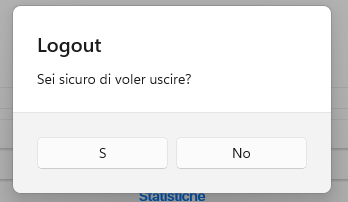 Logout
Sei sicuro di voler uscire?
S
No
Statistiche